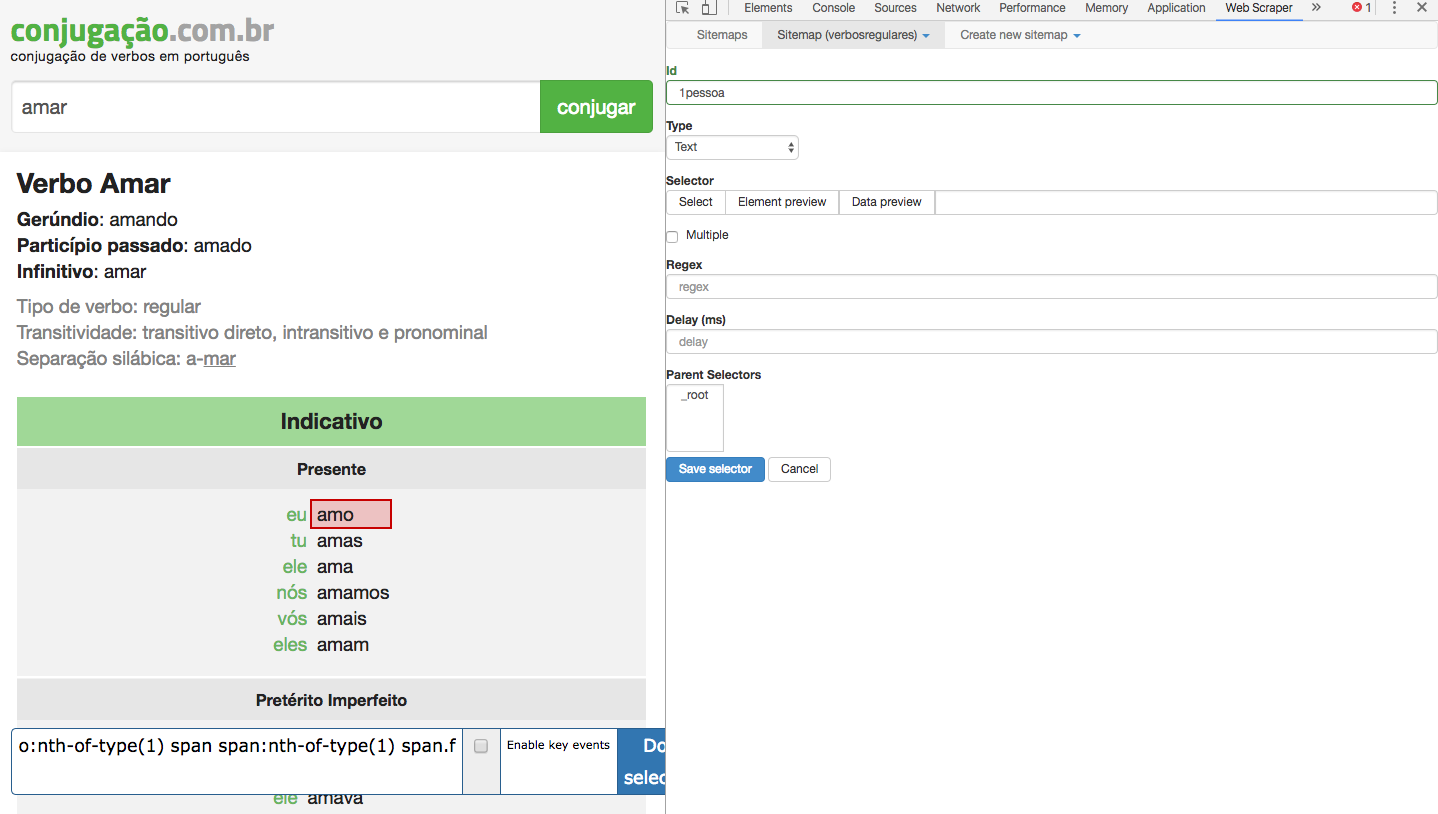 conjugação.com.br
conjugação de verbos em português
amar
conjugar
Verbo Amar
Gerúndio: amando
Particípio passado: amado
Infinitivo: amar
Tipo de verbo: regular
Transitividade: transitivo direto, intransitivo e pronominal
Separação silábica: a-mar
Indicativo
Presente
eu amo
tu amas
ele ama
nós amamos
vós amais
eles amam
Pretérito Imperfeito
o:nth-of-type(1) span span:nth-of-type(1) span.f
Enable key events
Do
selec
ele amava
Elements Console Sources Network Performance Memory Application Web Scraper » 1
Sitemaps Sitemap (verbosregulares) Create new sitemap
Id
1pessoa
Type
Text
Selector
Select Element preview Data preview
Multiple
Regex
regex
Delay (ms)
delay
Parent Selectors
_root
Save selector Cancel